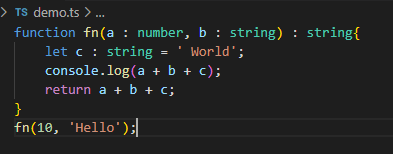 > TS demo.ts > ...
function fn(a : number, b : string) : string{
    let c : string = ' World';
    console.log(a + b + c);
    return a + b + c;
}
fn(10, 'Hello');